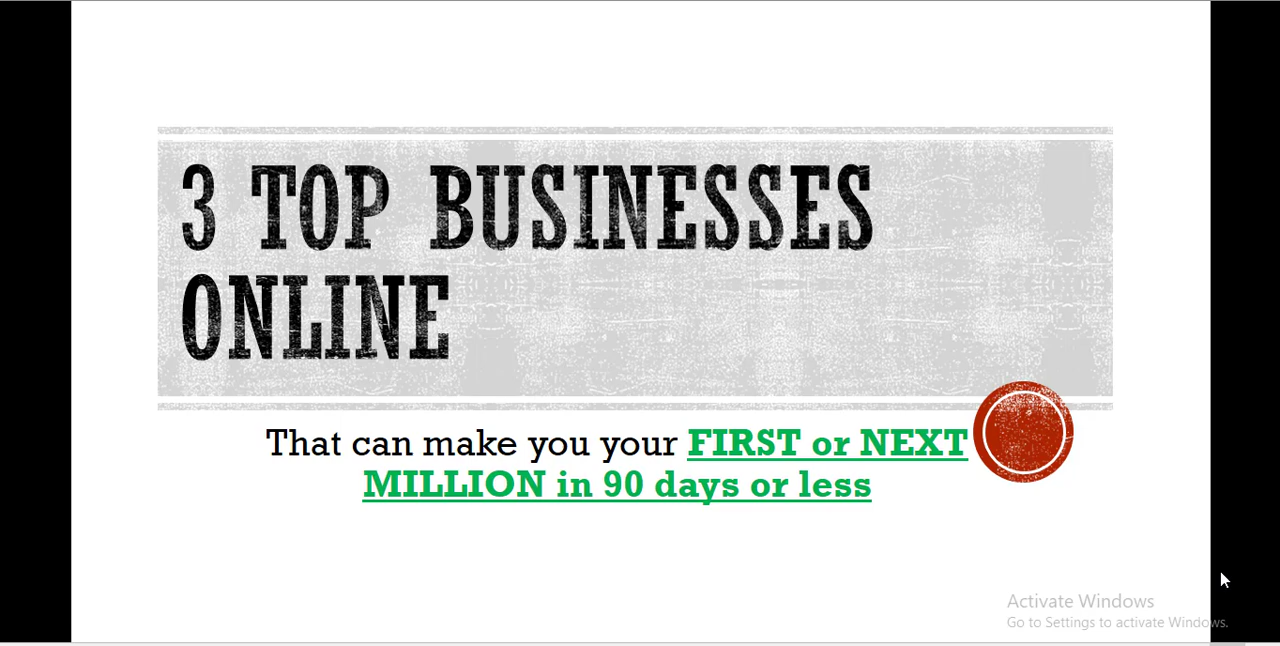 3 TOP BUSINESSES
ONLINE
That can make you your FIRST or NEXT
MILLION in 90 days or less
Activate Windows
Go to Settings to activate Windows.